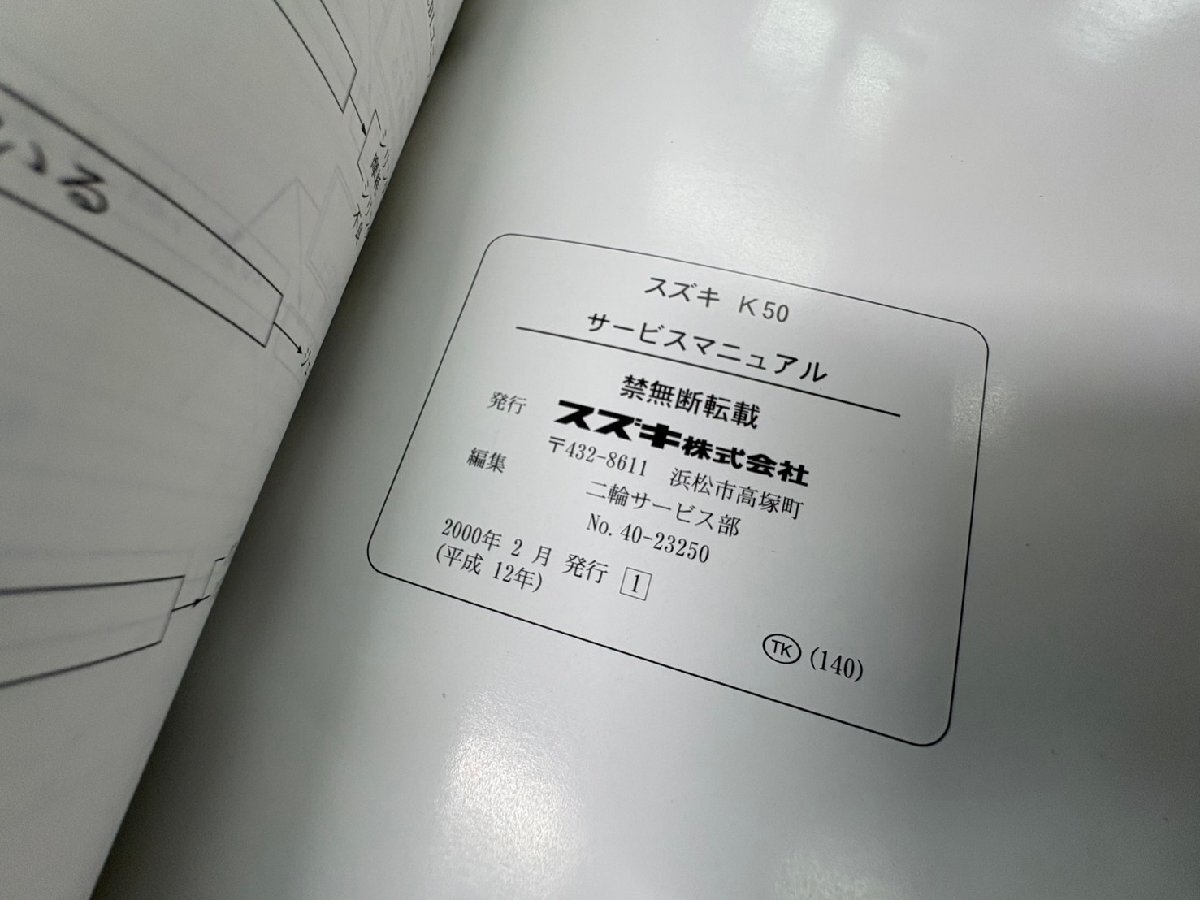 いる
スズキ K50
サービスマニュアル
禁無断転載
発行 スズキ株式会社
〒432-8611 浜松市高塚町
編集 二輪サービス部
No. 40-23250
2000年 2 月 発行 1
(平成 12年)
TK (140)